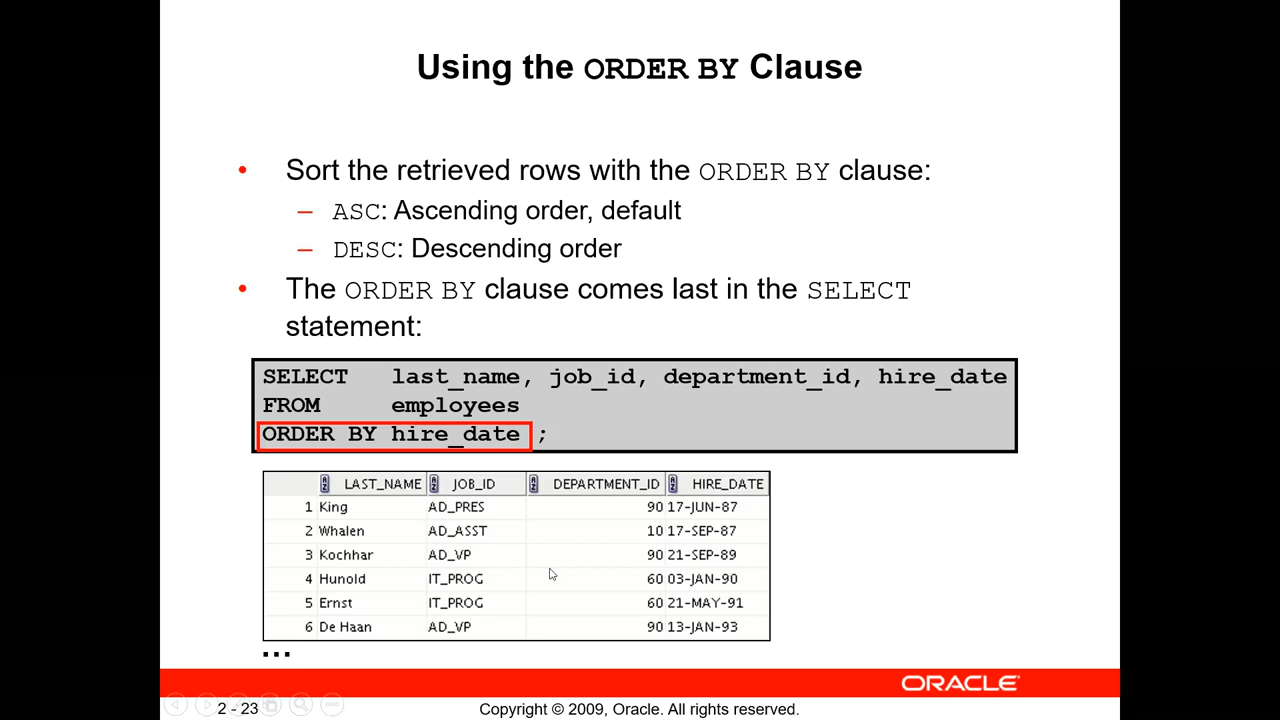 Using the ORDER BY Clause
• Sort the retrieved rows with the ORDER BY clause:
– ASC: Ascending order, default
– DESC: Descending order
• The ORDER BY clause comes last in the SELECT
statement:
SELECT last_name, job_id, department_id, hire_date
FROM employees
ORDER BY hire_date ;
LAST_NAME JOB_ID DEPARTMENT_ID HIRE_DATE
1 King AD_PRES 90 17-JUN-87
2 Whalen AD_ASST 10 17-SEP-87
3 Kochhar AD_VP 90 21-SEP-89
4 Hunold IT_PROG 60 03-JAN-90
5 Ernst IT_PROG 60 21-MAY-91
6 De Haan AD_VP 90 13-JAN-93
...
ORACLE
2 - 23 Copyright © 2009, Oracle. All rights reserved.